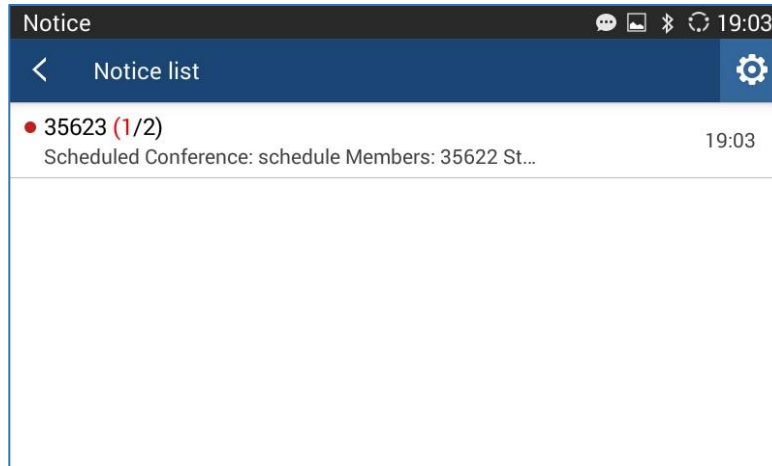 Notice
19:03
Notice list
35623 (1/2)
19:03
Scheduled Conference: schedule Members: 35622 St...